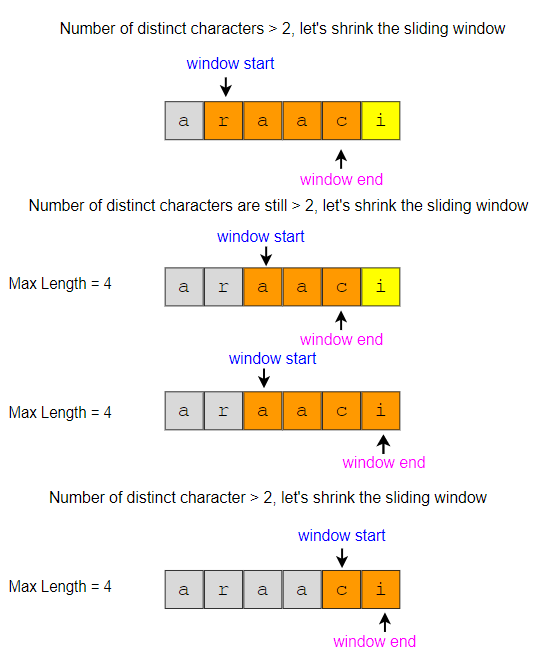 Number of distinct characters > 2, let's shrink the sliding window
window start
a r a a c i
window end
Number of distinct characters are still > 2, let's shrink the sliding window
window start
Max Length = 4
a r a a c i
window end
window start
Max Length = 4
a r a a c i
window end
Number of distinct character > 2, let's shrink the sliding window
window start
Max Length = 4
a r a a c i
window end